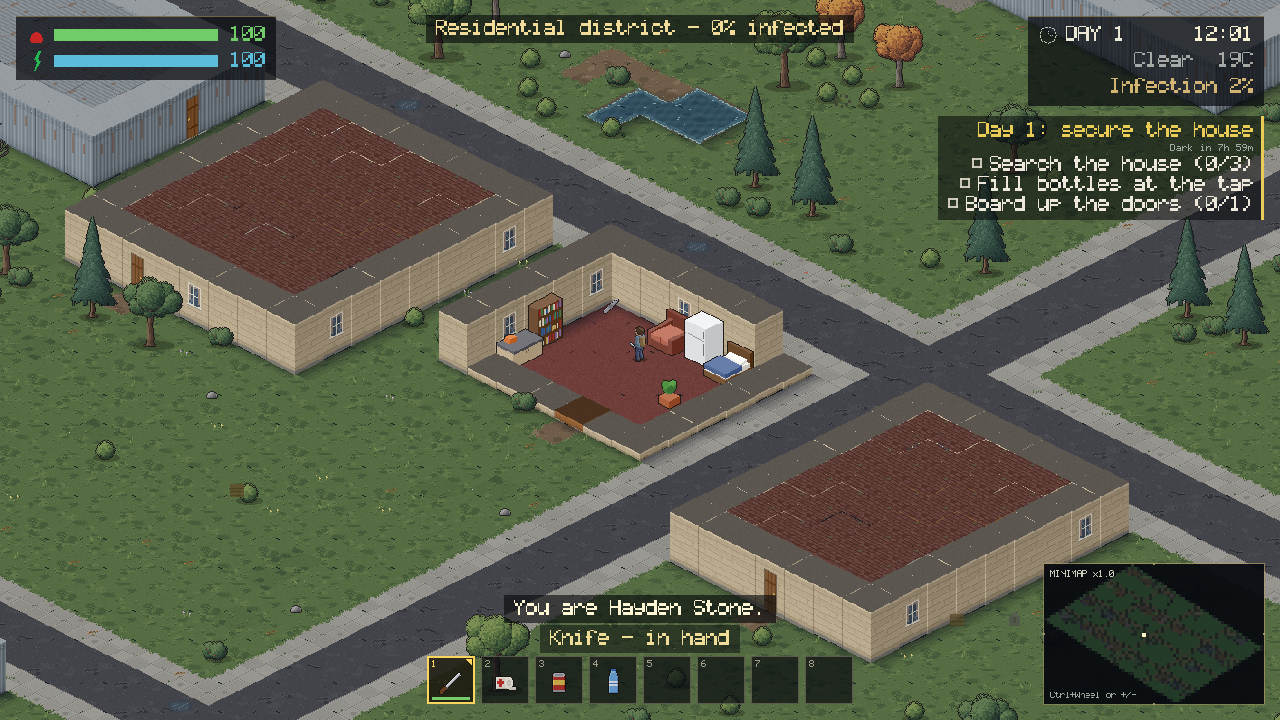 100
100
Residential district - 0% infected
DAY 1 12:01
Clear 19C
Infection 2%
Day 1: secure the house
Dark in 7h 59m
Search the house (0/3)
Fill bottles at the tap
Board up the doors (0/1)
You are Hayden Stone.
Knife - in hand
1 2 3 4 5 6 7 8
MINIMAP x1.0
Ctrl+Wheel or +/-